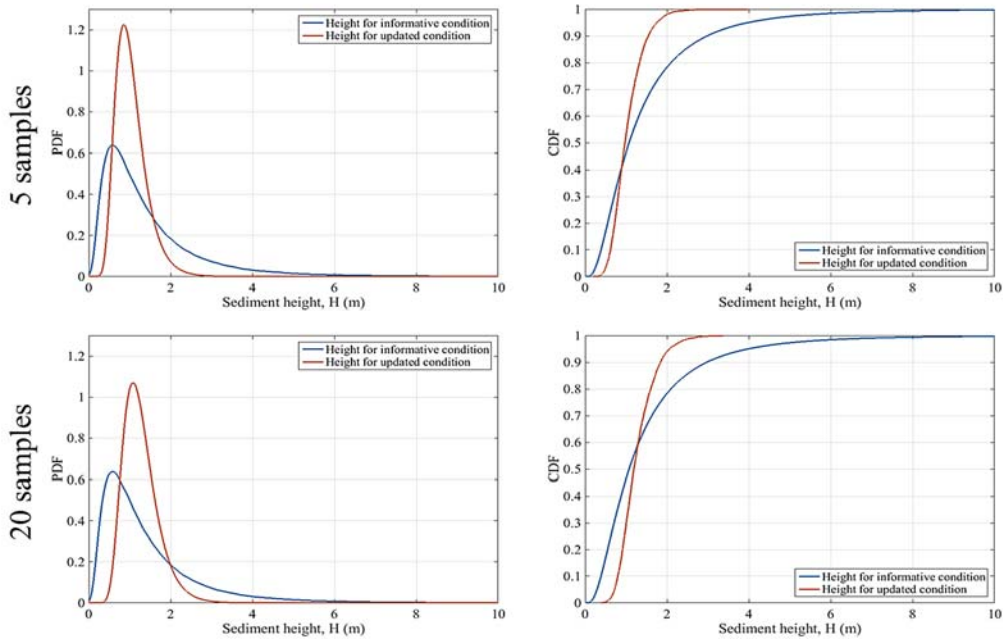 5 samples
PDF
1.2
1
0.8
0.6
0.4
0.2
0
0 2 4 6 8 10
Sediment height, H (m)
Height for informative condition
Height for updated condition
CDF
1
0.9
0.8
0.7
0.6
0.5
0.4
0.3
0.2
0.1
0
0 2 4 6 8 10
Sediment height, H (m)
Height for informative condition
Height for updated condition
20 samples
PDF
1.2
1
0.8
0.6
0.4
0.2
0
0 2 4 6 8 10
Sediment height, H (m)
Height for informative condition
Height for updated condition
CDF
1
0.9
0.8
0.7
0.6
0.5
0.4
0.3
0.2
0.1
0
0 2 4 6 8 10
Sediment height, H (m)
Height for informative condition
Height for updated condition